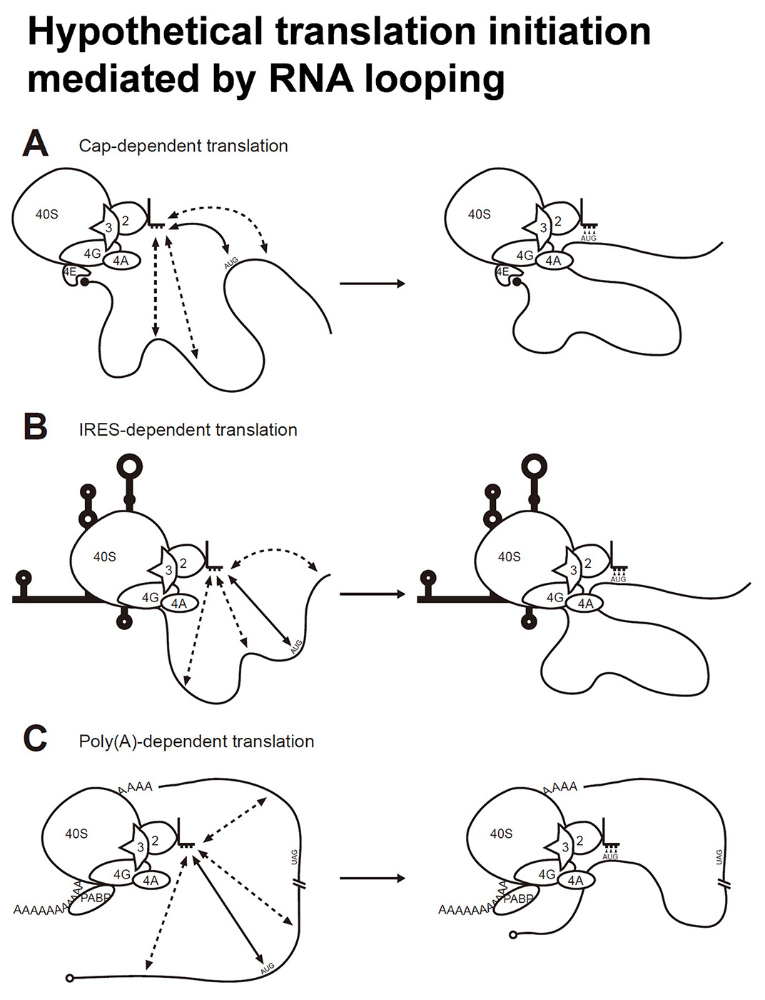 Hypothetical translation initiation
mediated by RNA looping
A Cap-dependent translation
40S 3 2
4G 4A
4E
AUG
40S 3 2
AUG
4G 4A
4E
B IRES-dependent translation
40S 3 2
4G 4A
AUG
40S 3 2
AUG
4G 4A
C Poly(A)-dependent translation
AAAA
40S 3 2
UAG
4G 4A
PABP
AAAAAAAAAAA
AUG
AAAA
40S 3 2
AUG
UAG
4G 4A
PABP
AAAAAAAAAAA